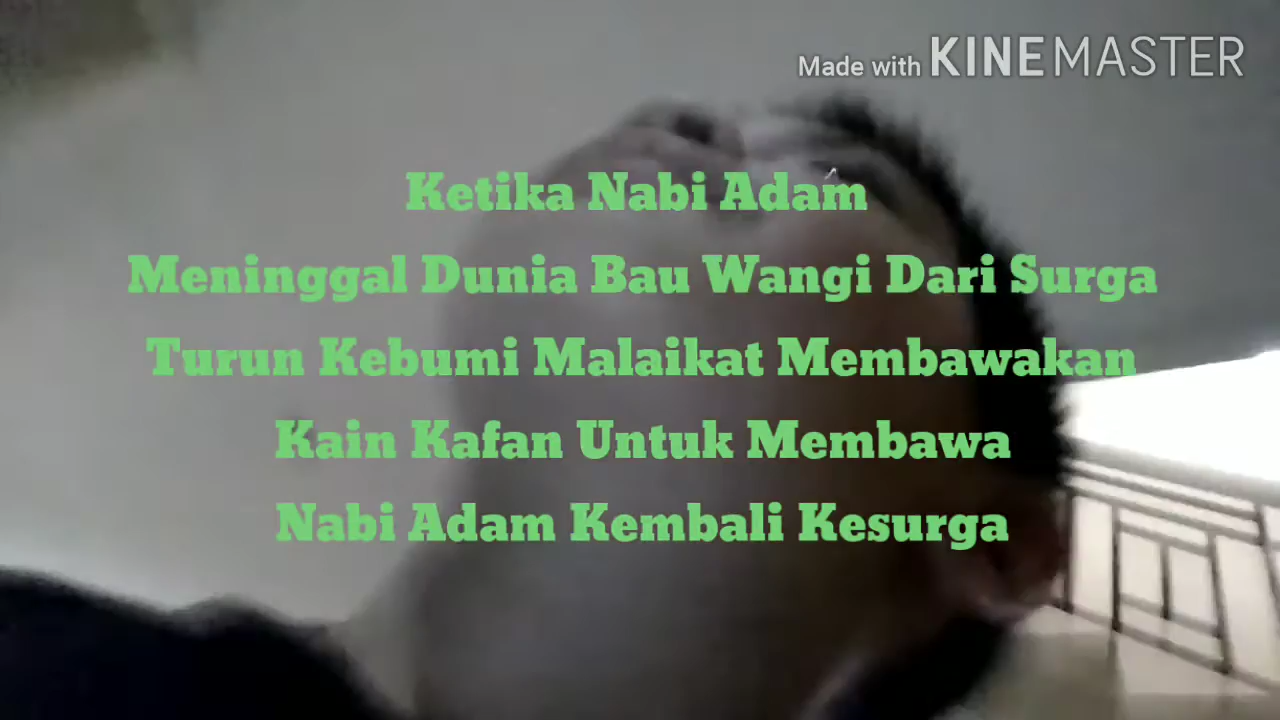 Made with KINEMASTER
Ketika Nabi Adam
Meninggal Dunia Bau Wangi Dari Surga
Turun Kebumi Malaikat Membawakan
Kain Kafan Untuk Membawa
Nabi Adam Kembali Kesurga